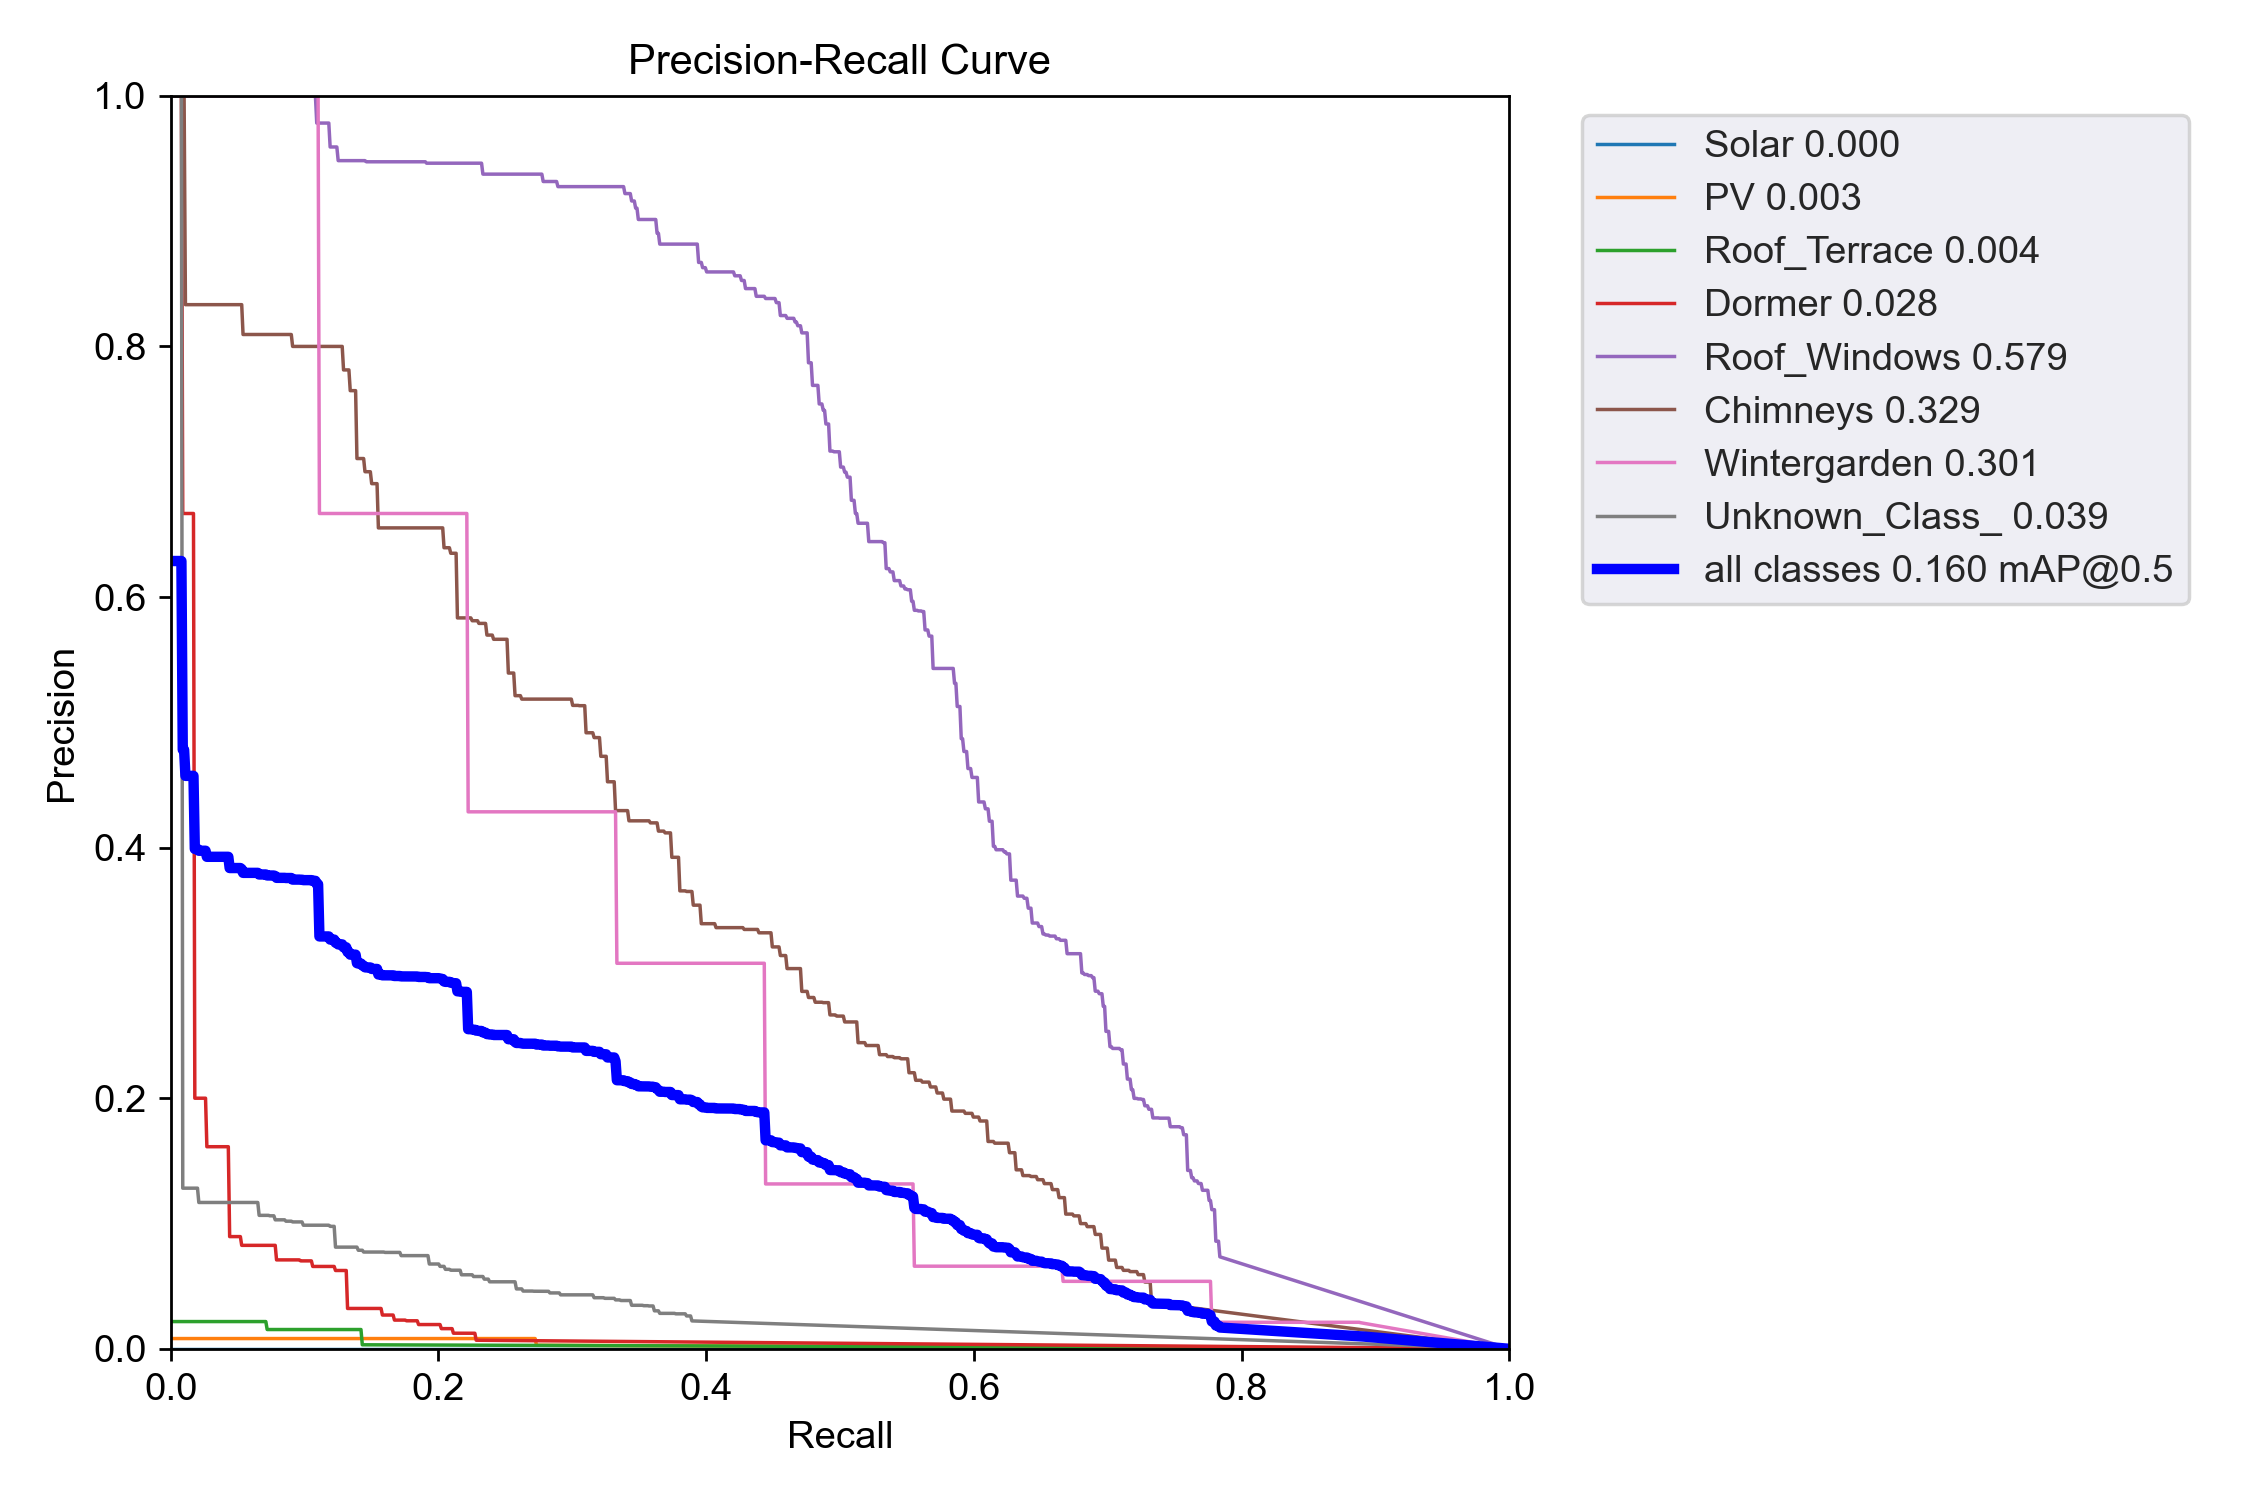 Precision-Recall Curve
1.0
0.8
0.6
0.4
0.2
0.0
Precision
0.0 0.2 0.4 0.6 0.8 1.0
Recall
Solar 0.000
PV 0.003
Roof_Terrace 0.004
Dormer 0.028
Roof_Windows 0.579
Chimneys 0.329
Wintergarden 0.301
Unknown_Class_ 0.039
all classes 0.160 mAP@0.5